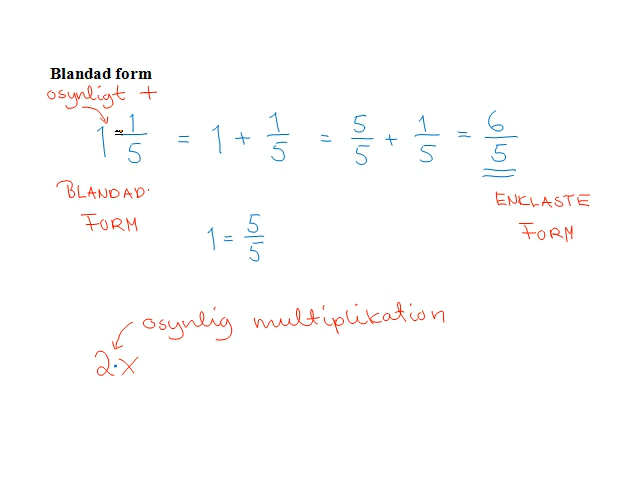 Blandad form
osynligt +
1 1/5 = 1 + 1/5 = 5/5 + 1/5 = 6/5
BLANDAD ENKLASTE
FORM FORM
1 = 5/5
osynlig multiplikation
2·x